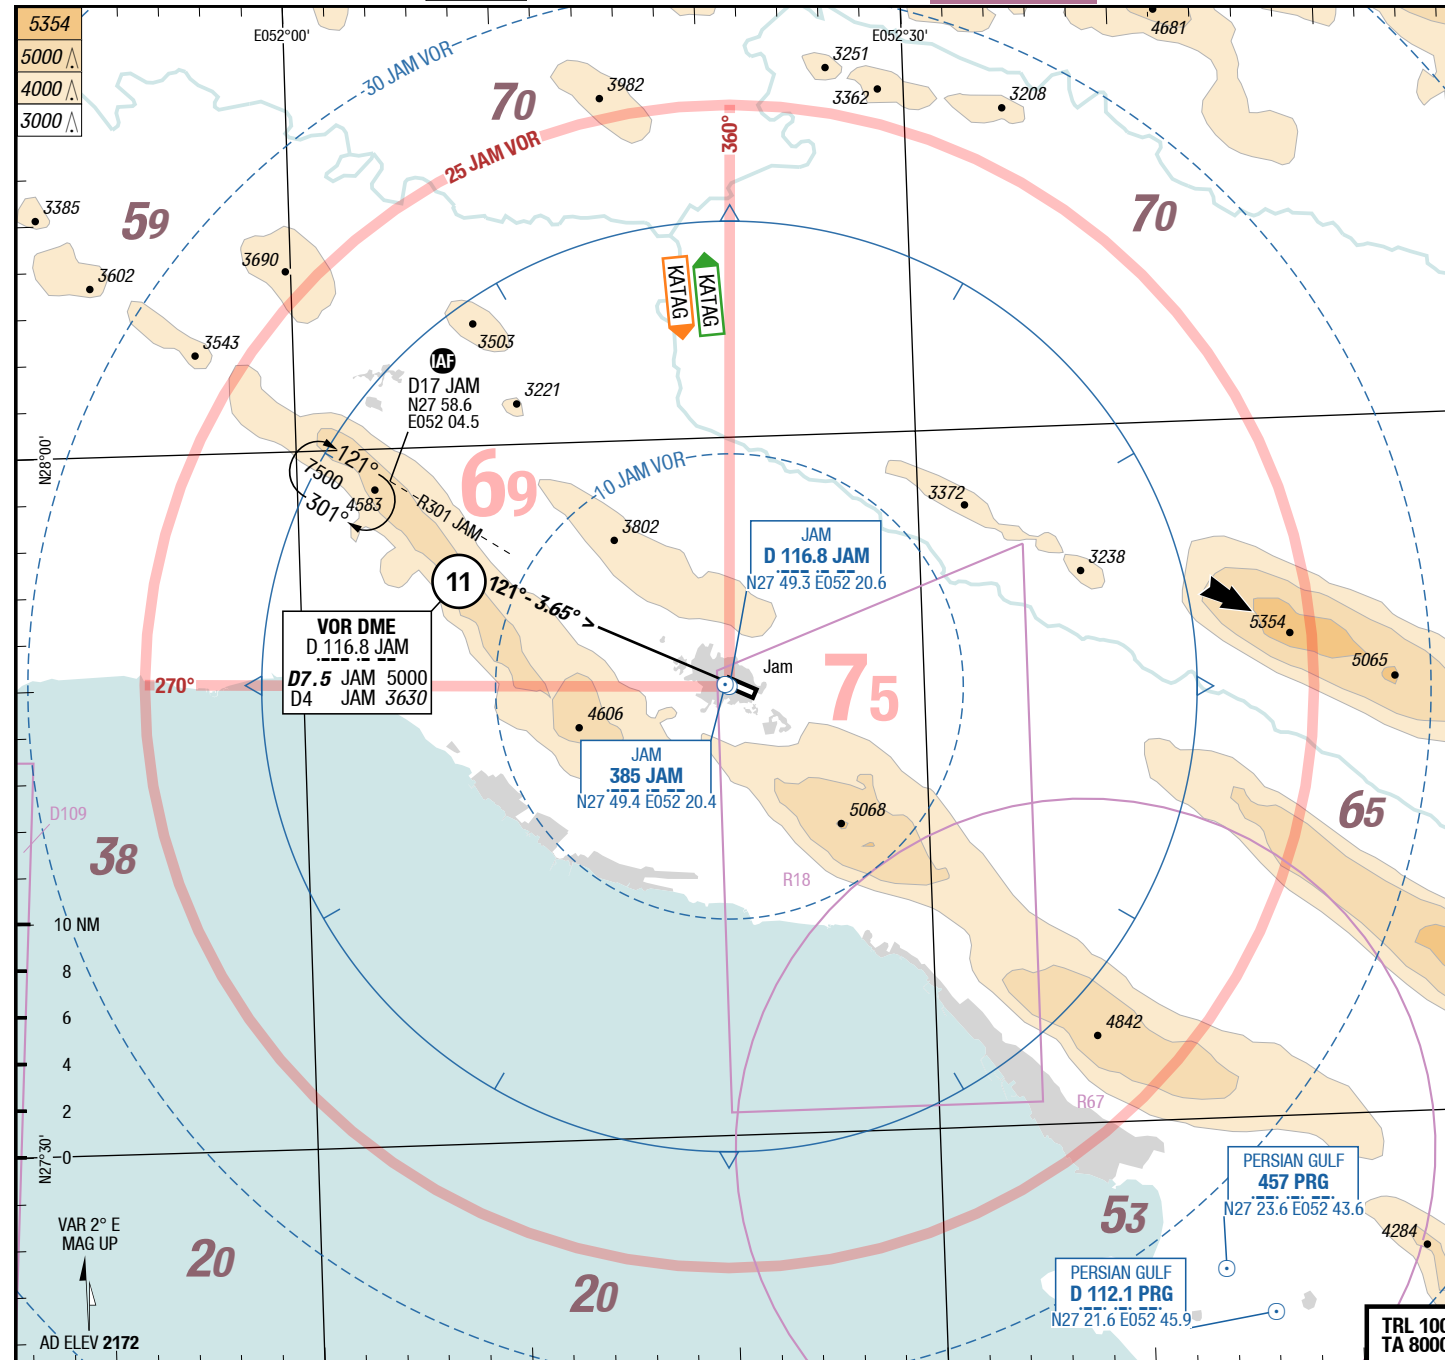 5354
5000
4000
3000
E052°00'
E052°30'
30 JAM VOR
70
25 JAM VOR
360°
3982
3251
3362
3208
4681
3385
59
3602
3690
3543
3503
3221
70
KATAG
KATAG
IAF
D17 JAM
N27 58.6
E052 04.5
N28°00'
121°
7500
301°
4583
R301 JAM
69
10 JAM VOR
3802
3372
3238
JAM
D 116.8 JAM
N27 49.3 E052 20.6
11
121°- 3.65° >
VOR DME
D 116.8 JAM
D7.5 JAM 5000
D4 JAM 3630
270°
Jam
75
5354
5065
4606
JAM
385 JAM
N27 49.4 E052 20.4
5068
65
D109
38
R18
10 NM
8
6
4
2
0
N27°30'
4842
R67
53
PERSIAN GULF
457 PRG
N27 23.6 E052 43.6
4284
PERSIAN GULF
D 112.1 PRG
N27 21.6 E052 45.9
20
20
VAR 2° E
MAG UP
AD ELEV 2172
TRL 100
TA 8000